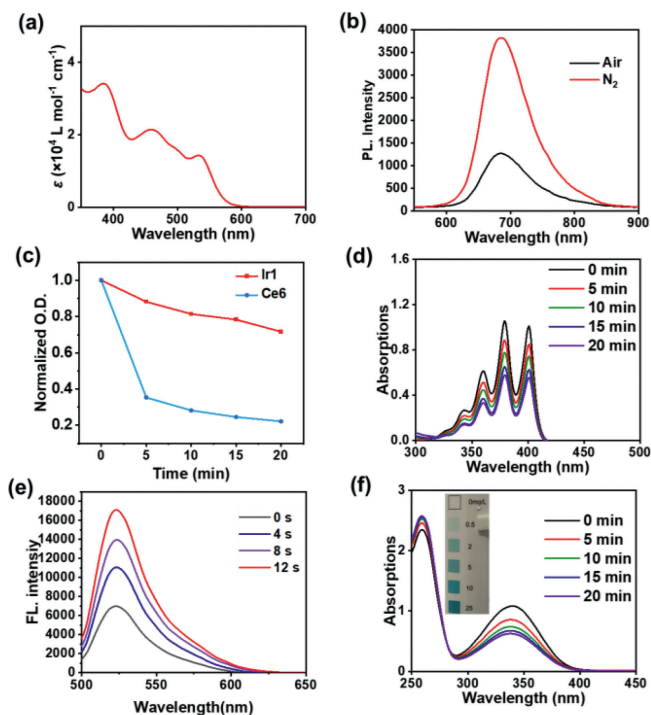 (a)
ε (×10⁴ L mol⁻¹ cm⁻¹)
4
2
0
400 500 600 700
Wavelength (nm)
(b)
PL. Intensity
4000
3500
3000
2500
2000
1500
1000
500
0
Air
N₂
600 700 800 900
Wavelength (nm)
(c)
Normalized O.D.
1.0
0.8
0.6
0.4
0.2
Ir1
Ce6
0 5 10 15 20
Time (min)
(d)
Absorptions
1.6
1.2
0.8
0.4
0.0
0 min
5 min
10 min
15 min
20 min
300 350 400 450 500
Wavelength (nm)
(e)
FL. intensiy
18000
16000
14000
12000
10000
8000
6000
4000
2000
0
0 s
4 s
8 s
12 s
500 550 600 650
Wavelength(nm)
(f)
Absorptions
3
2
1
0
0mg/L
0.5
2
5
10
25
0 min
5 min
10 min
15 min
20 min
250 300 350 400 450
Wavelength (nm)